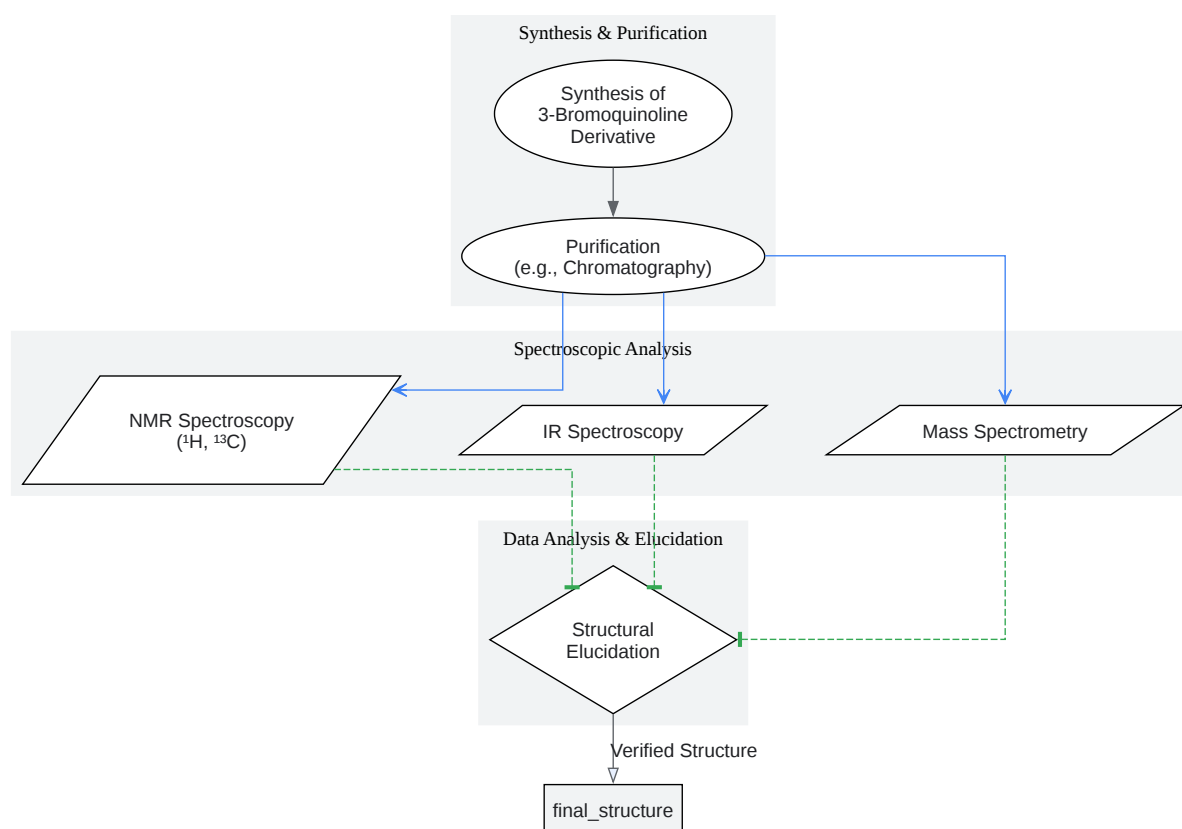 Synthesis & Purification
Synthesis of
3-Bromoquinoline
Derivative
Purification
(e.g., Chromatography)
Spectroscopic Analysis
NMR Spectroscopy
(¹H, ¹³C)
IR Spectroscopy
Mass Spectrometry
Data Analysis & Elucidation
Structural
Elucidation
Verified Structure
final_structure